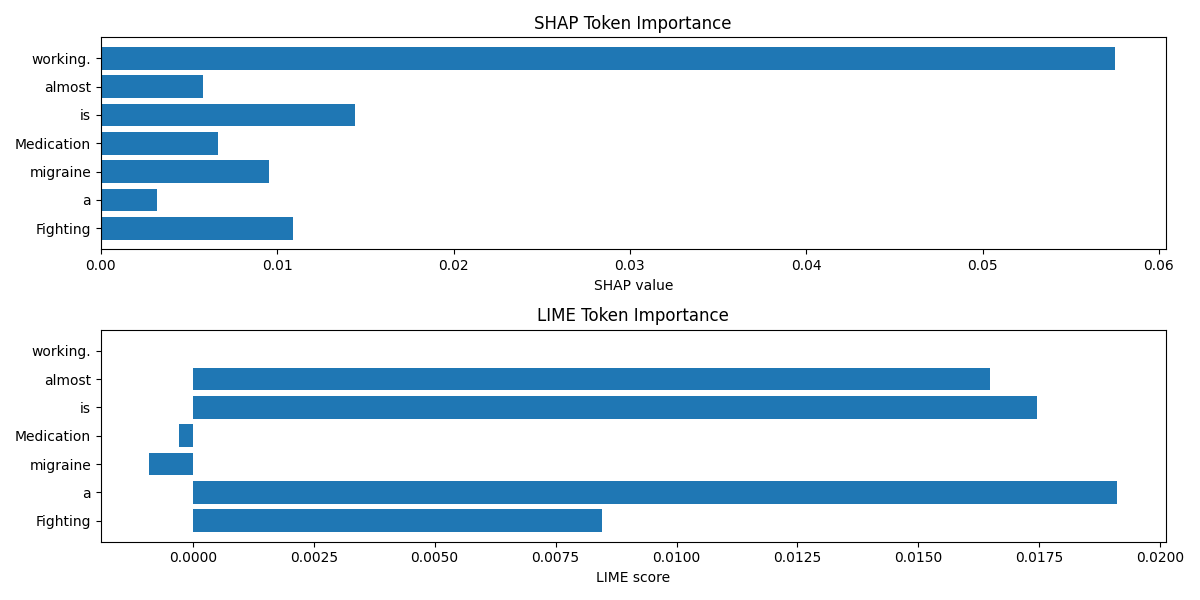 SHAP Token Importance
working.
almost
is
Medication
migraine
a
Fighting
0.00 0.01 0.02 0.03 0.04 0.05 0.06
SHAP value
LIME Token Importance
working.
almost
is
Medication
migraine
a
Fighting
0.0000 0.0025 0.0050 0.0075 0.0100 0.0125 0.0150 0.0175 0.0200
LIME score